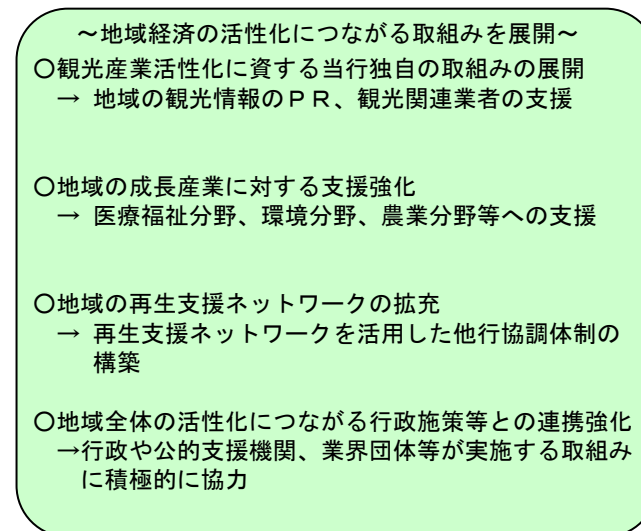 ～地域経済の活性化につながる取組みを展開～
〇観光産業活性化に資する当行独自の取組みの展開
→ 地域の観光情報のＰＲ、観光関連業者の支援
〇地域の成長産業に対する支援強化
→ 医療福祉分野、環境分野、農業分野等への支援
〇地域の再生支援ネットワークの拡充
→ 再生支援ネットワークを活用した他行協調体制の
構築
〇地域全体の活性化につながる行政施策等との連携強化
→行政や公的支援機関、業界団体等が実施する取組み
に積極的に協力